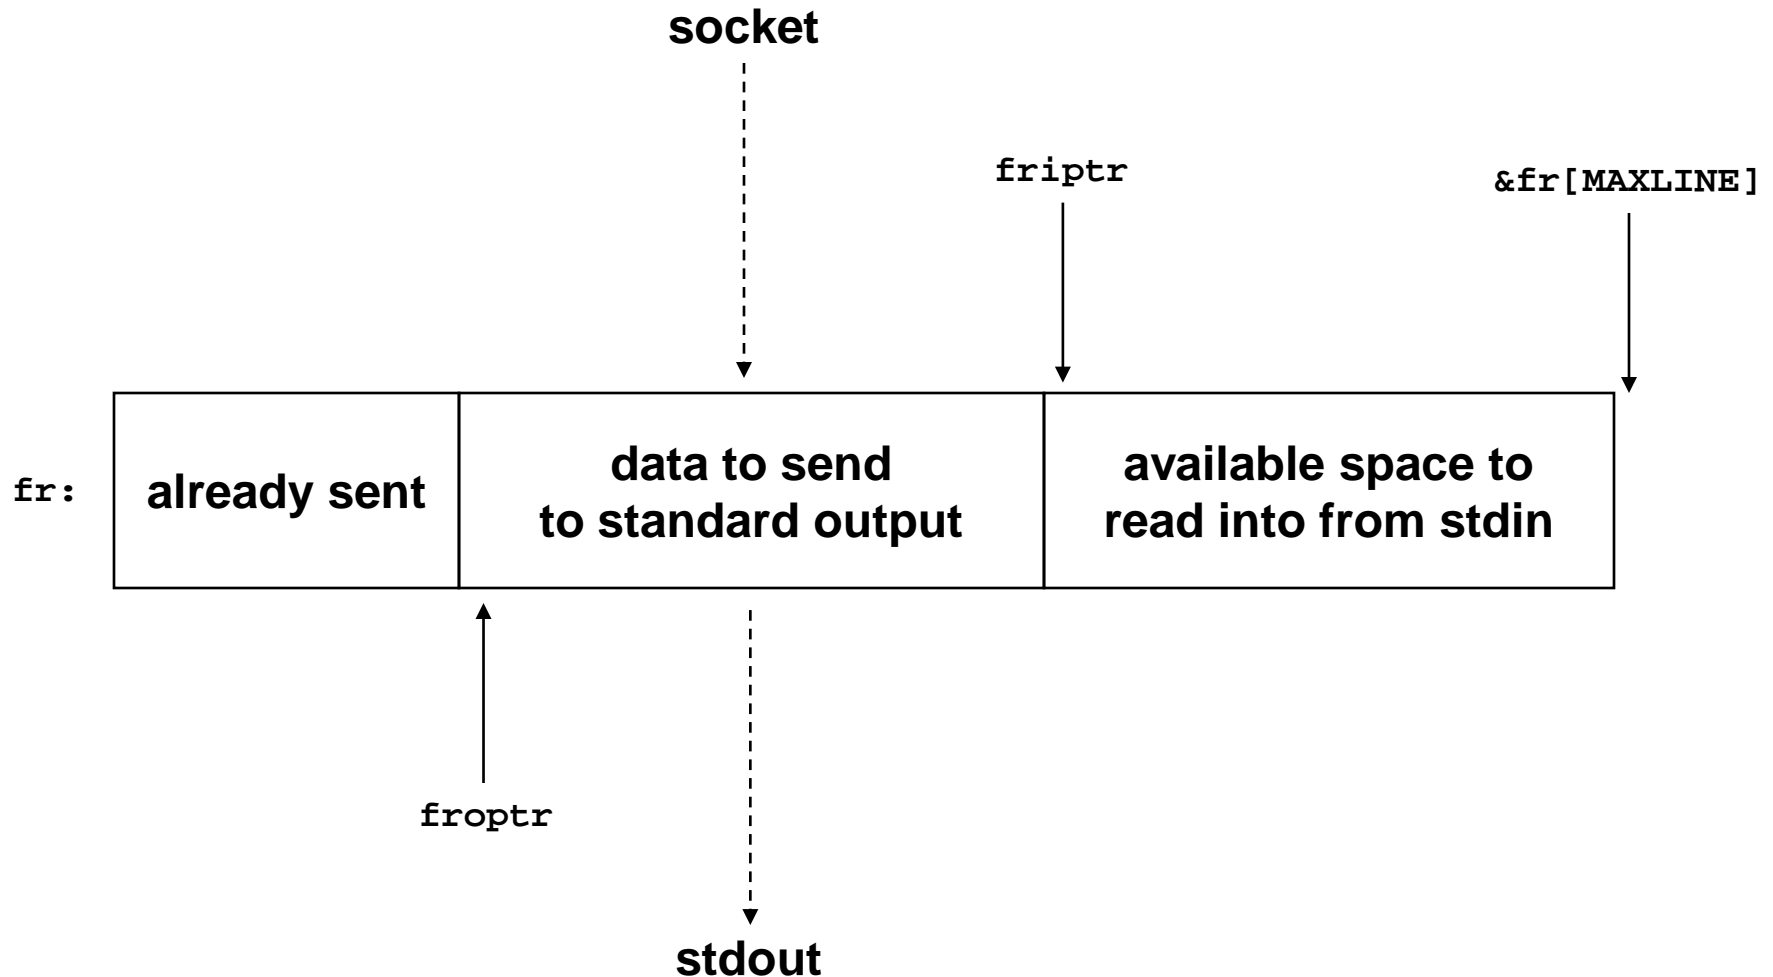 socket
friptr
&fr[MAXLINE]
fr:
already sent
data to send
to standard output
available space to
read into from stdin
froptr
stdout